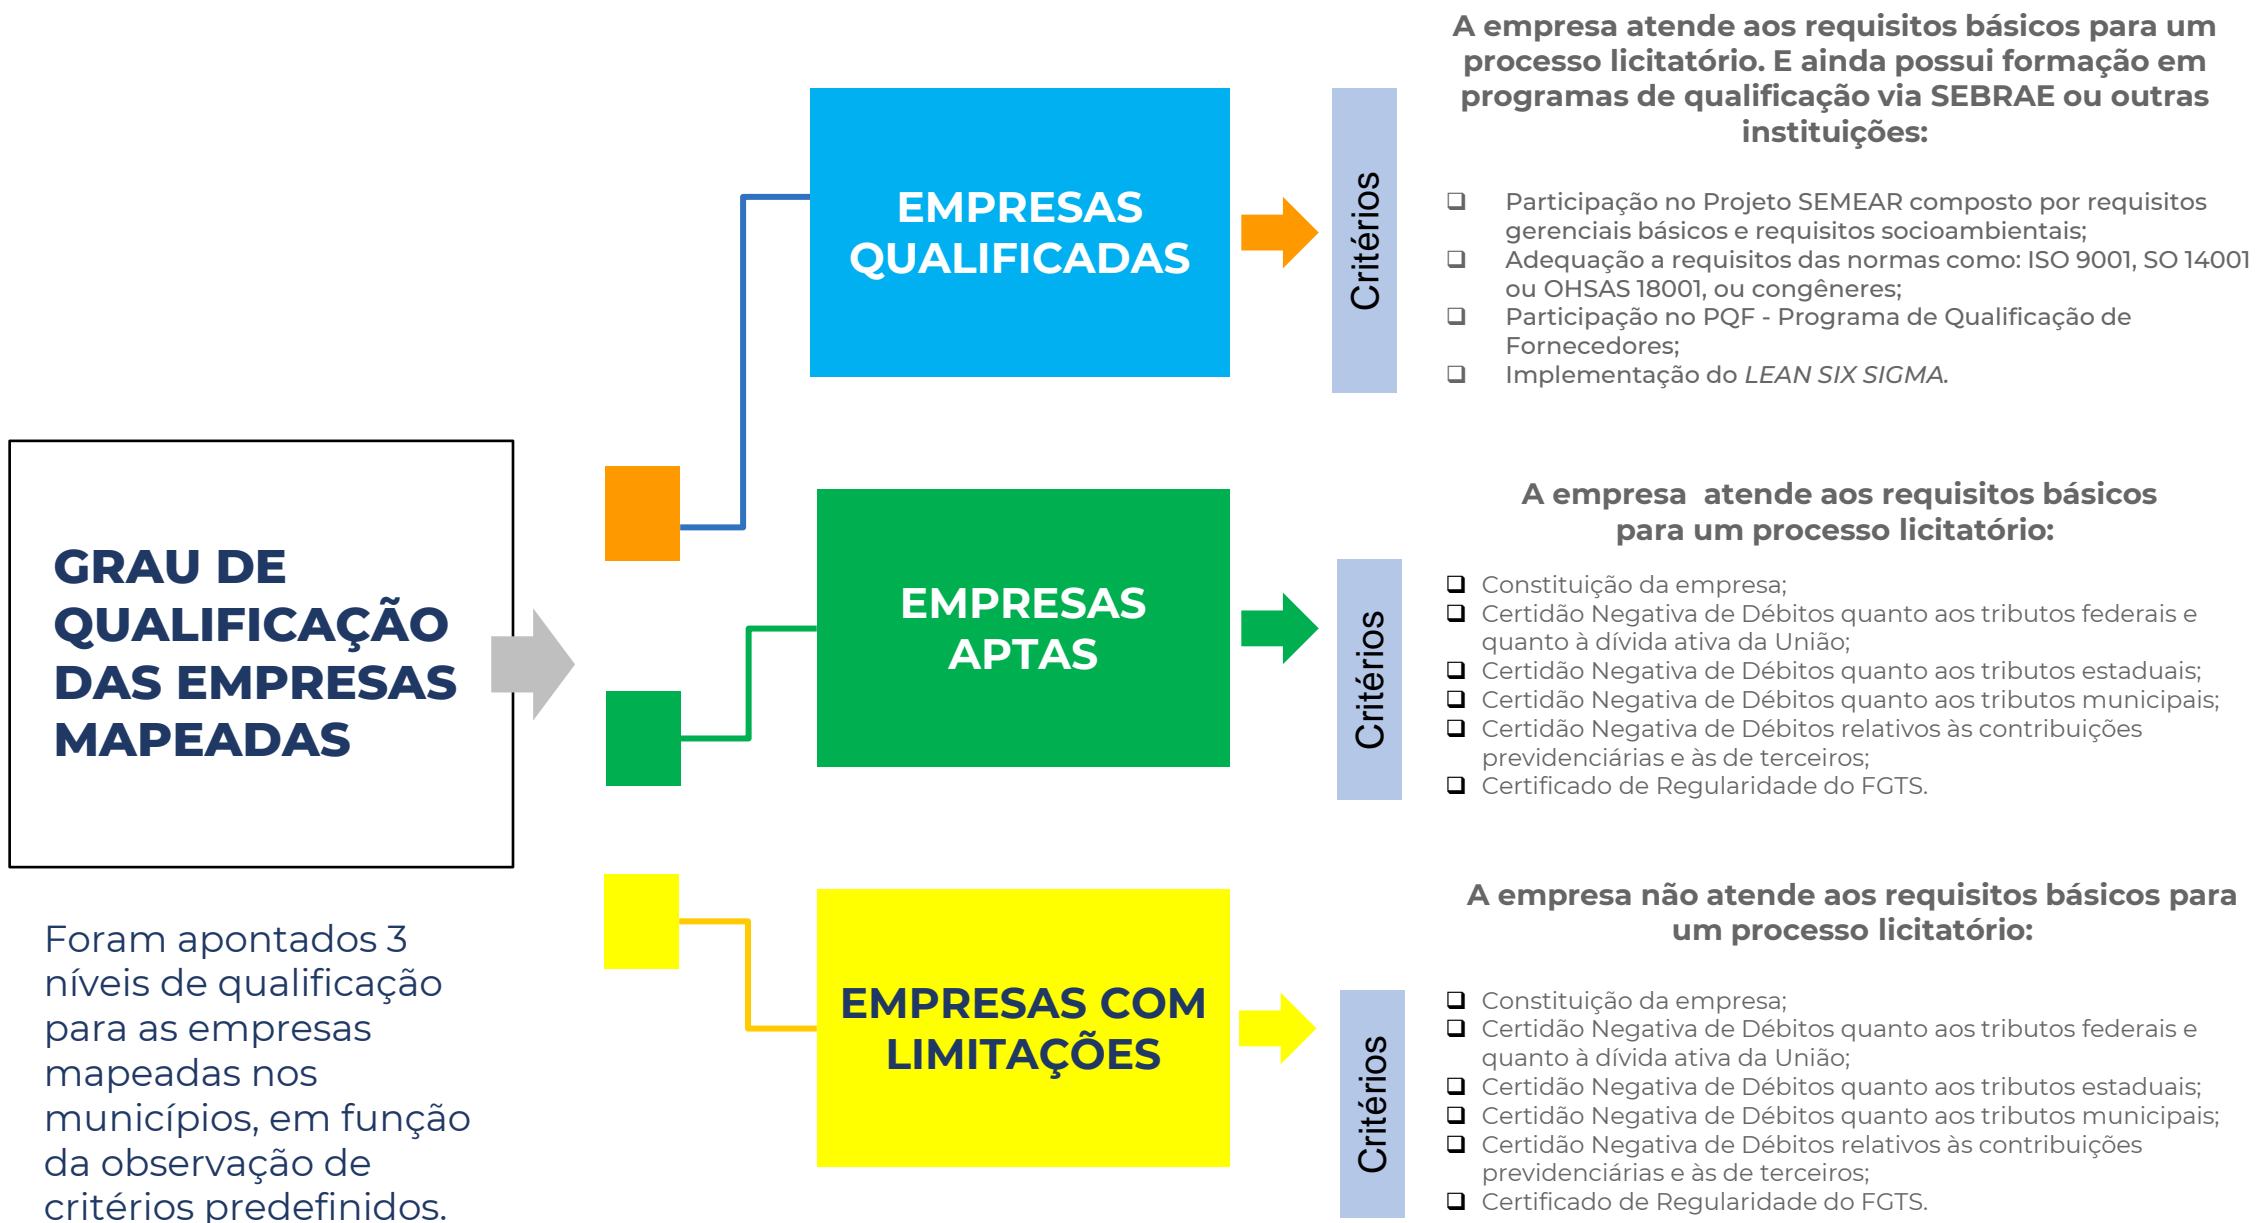 GRAU DE
QUALIFICAÇÃO
DAS EMPRESAS
MAPEADAS
Foram apontados 3
níveis de qualificação
para as empresas
mapeadas nos
municípios, em função
da observação de
critérios predefinidos.
EMPRESAS
QUALIFICADAS
Critérios
A empresa atende aos requisitos básicos para um
processo licitatório. E ainda possui formação em
programas de qualificação via SEBRAE ou outras
instituições:
❑ Participação no Projeto SEMEAR composto por requisitos
gerenciais básicos e requisitos socioambientais;
❑ Adequação a requisitos das normas como: ISO 9001, SO 14001
ou OHSAS 18001, ou congêneres;
❑ Participação no PQF - Programa de Qualificação de
Fornecedores;
❑ Implementação do LEAN SIX SIGMA.
EMPRESAS
APTAS
Critérios
A empresa atende aos requisitos básicos
para um processo licitatório:
❑ Constituição da empresa;
❑ Certidão Negativa de Débitos quanto aos tributos federais e
quanto à dívida ativa da União;
❑ Certidão Negativa de Débitos quanto aos tributos estaduais;
❑ Certidão Negativa de Débitos quanto aos tributos municipais;
❑ Certidão Negativa de Débitos relativos às contribuições
previdenciárias e às de terceiros;
❑ Certificado de Regularidade do FGTS.
EMPRESAS COM
LIMITAÇÕES
Critérios
A empresa não atende aos requisitos básicos para
um processo licitatório:
❑ Constituição da empresa;
❑ Certidão Negativa de Débitos quanto aos tributos federais e
quanto à dívida ativa da União;
❑ Certidão Negativa de Débitos quanto aos tributos estaduais;
❑ Certidão Negativa de Débitos quanto aos tributos municipais;
❑ Certidão Negativa de Débitos relativos às contribuições
previdenciárias e às de terceiros;
❑ Certificado de Regularidade do FGTS.